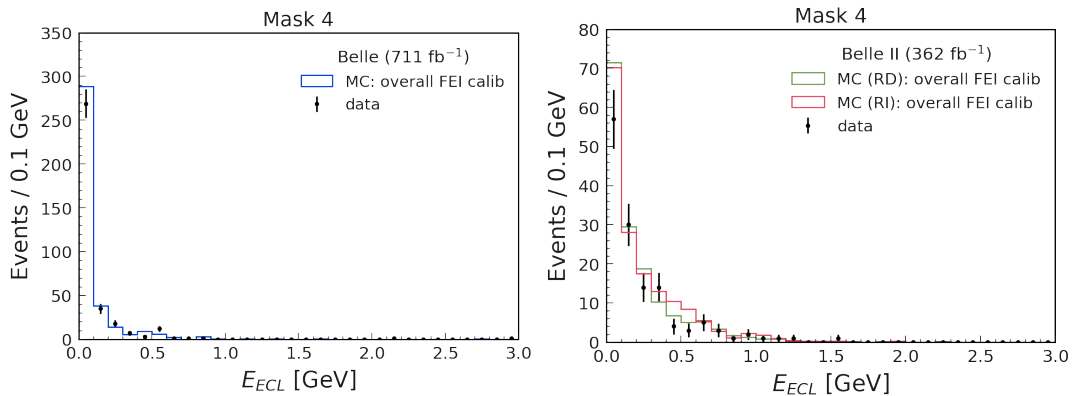 Mask 4
Belle (711 fb⁻¹)
MC: overall FEI calib
data
Events / 0.1 GeV
350
300
250
200
150
100
50
0
0.0 0.5 1.0 1.5 2.0 2.5 3.0
E_ECL [GeV]
Mask 4
Belle II (362 fb⁻¹)
MC (RD): overall FEI calib
MC (RI): overall FEI calib
data
Events / 0.1 GeV
80
70
60
50
40
30
20
10
0
0.0 0.5 1.0 1.5 2.0 2.5 3.0
E_ECL [GeV]